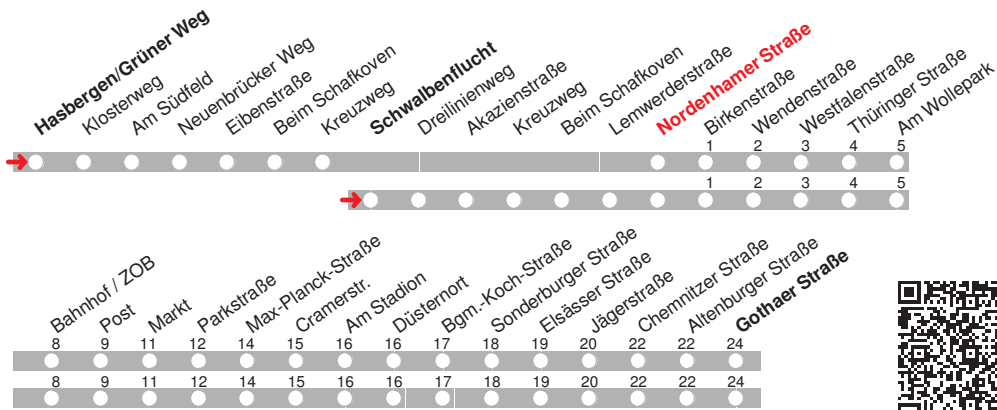 Hasbergen/Grüner Weg
Klosterweg
Am Südfeld
Neuenbrücker Weg
Eibenstraße
Beim Schafkoven
Kreuzweg
Schwalbenflucht
Dreilinienweg
Akazienstraße
Kreuzweg
Beim Schafkoven
Lemwerderstraße
Nordenhamer Straße
Birkenstraße
Wendenstraße
Westfalenstraße
Thüringer Straße
Am Wollepark
1 2 3 4 5
1 2 3 4 5
Bahnhof / ZOB
Post
Markt
Parkstraße
Max-Planck-Straße
Cramerstr.
Am Stadion
Düsternort
Bgm.-Koch-Straße
Sonderburger Straße
Elsässer Straße
Jägerstraße
Chemnitzer Straße
Altenburger Straße
Gothaer Straße
8 9 11 12 14 15 16 16 17 18 19 20 22 22 24
8 9 11 12 14 15 16 16 17 18 19 20 22 22 24